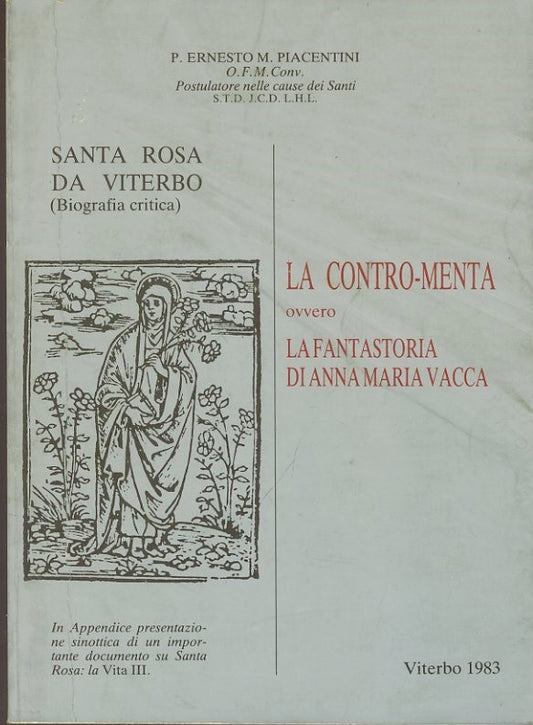 P. ERNESTO M. PIACENTINI
O.F.M.Conv.
Postulatore nelle cause dei Santi
S.T.D. J.C.D. L.H.L.
SANTA ROSA
DA VITERBO
(Biografia critica)
LA CONTRO-MENTA
ovvero
LA FANTASTORIA
DI ANNA MARIA VACCA
In Appendice presentazio-
ne sinottica di un impor-
tante documento su Santa
Rosa: la Vita III.
Viterbo 1983